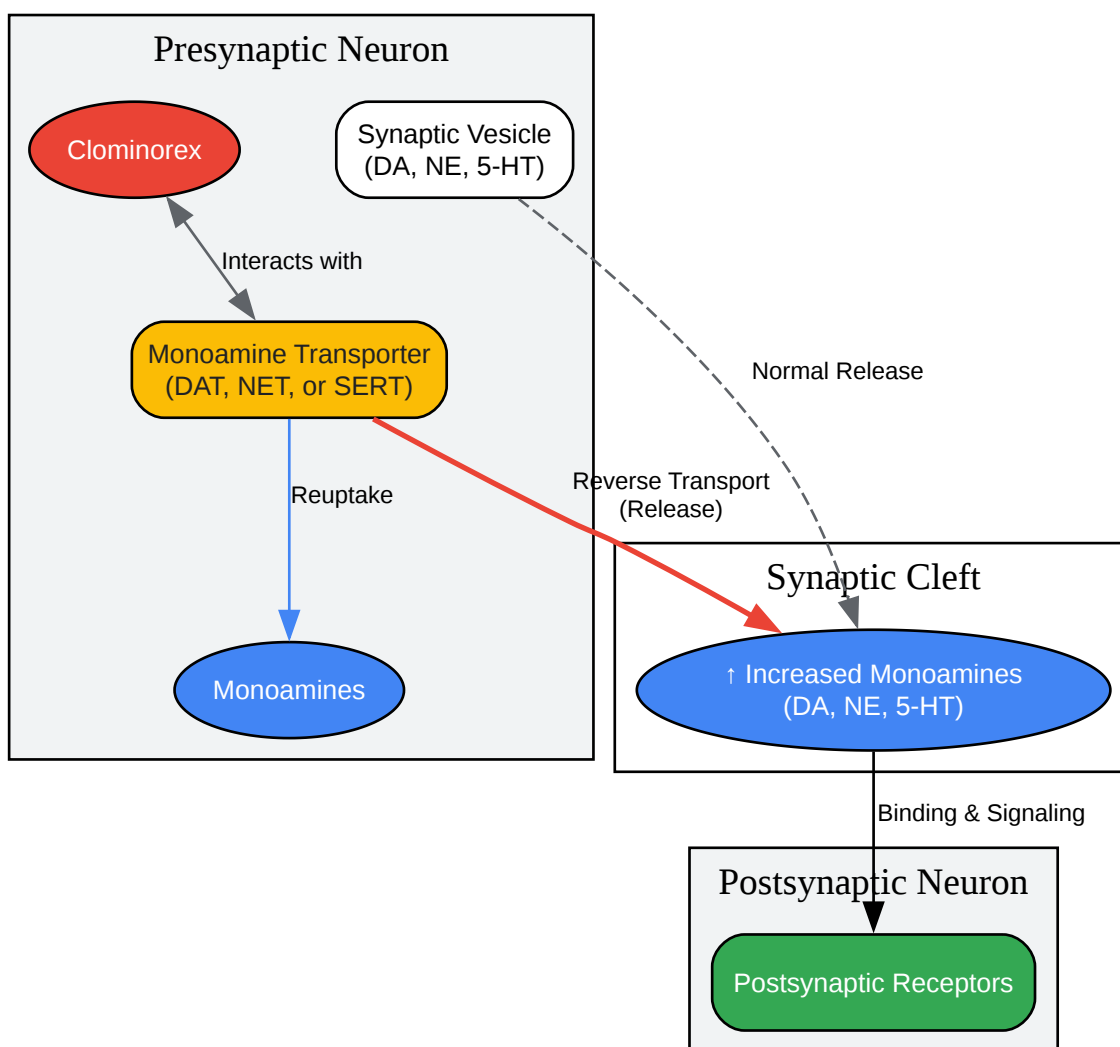 Presynaptic Neuron
Clominorex
Synaptic Vesicle
(DA, NE, 5-HT)
Interacts with
Monoamine Transporter
(DAT, NET, or SERT)
Normal Release
Reuptake
Reverse Transport
(Release)
Synaptic Cleft
Monoamines
↑ Increased Monoamines
(DA, NE, 5-HT)
Binding & Signaling
Postsynaptic Neuron
Postsynaptic Receptors